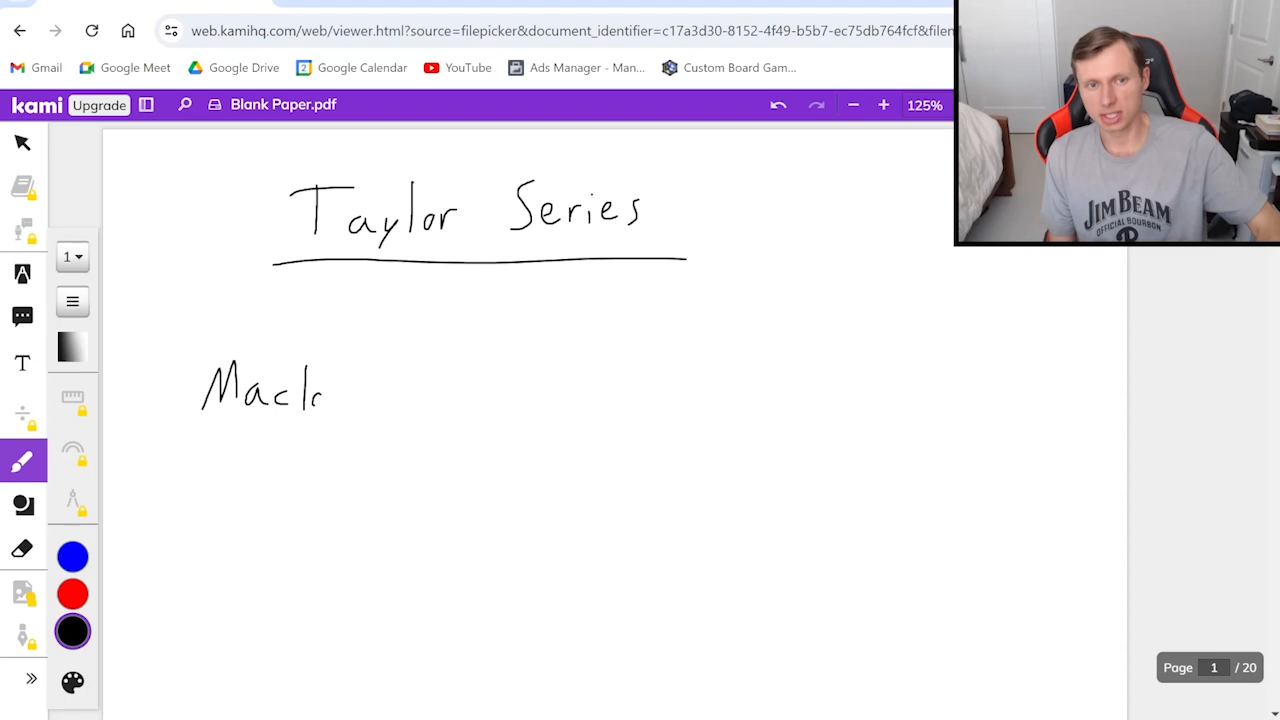 web.kamihq.com/web/viewer.html?source=filepicker&document_identifier=c17a3d30-8152-4f49-b5b7-ec75db764fcf&filen
Gmail Google Meet Google Drive 2 Google Calendar YouTube Ads Manager - Man... Custom Board Gam...
kami Upgrade Blank Paper.pdf 125%
Taylor Series
JIM BEAM
OFFICIAL BOURBON
1
T
Macl
Page 1 / 20